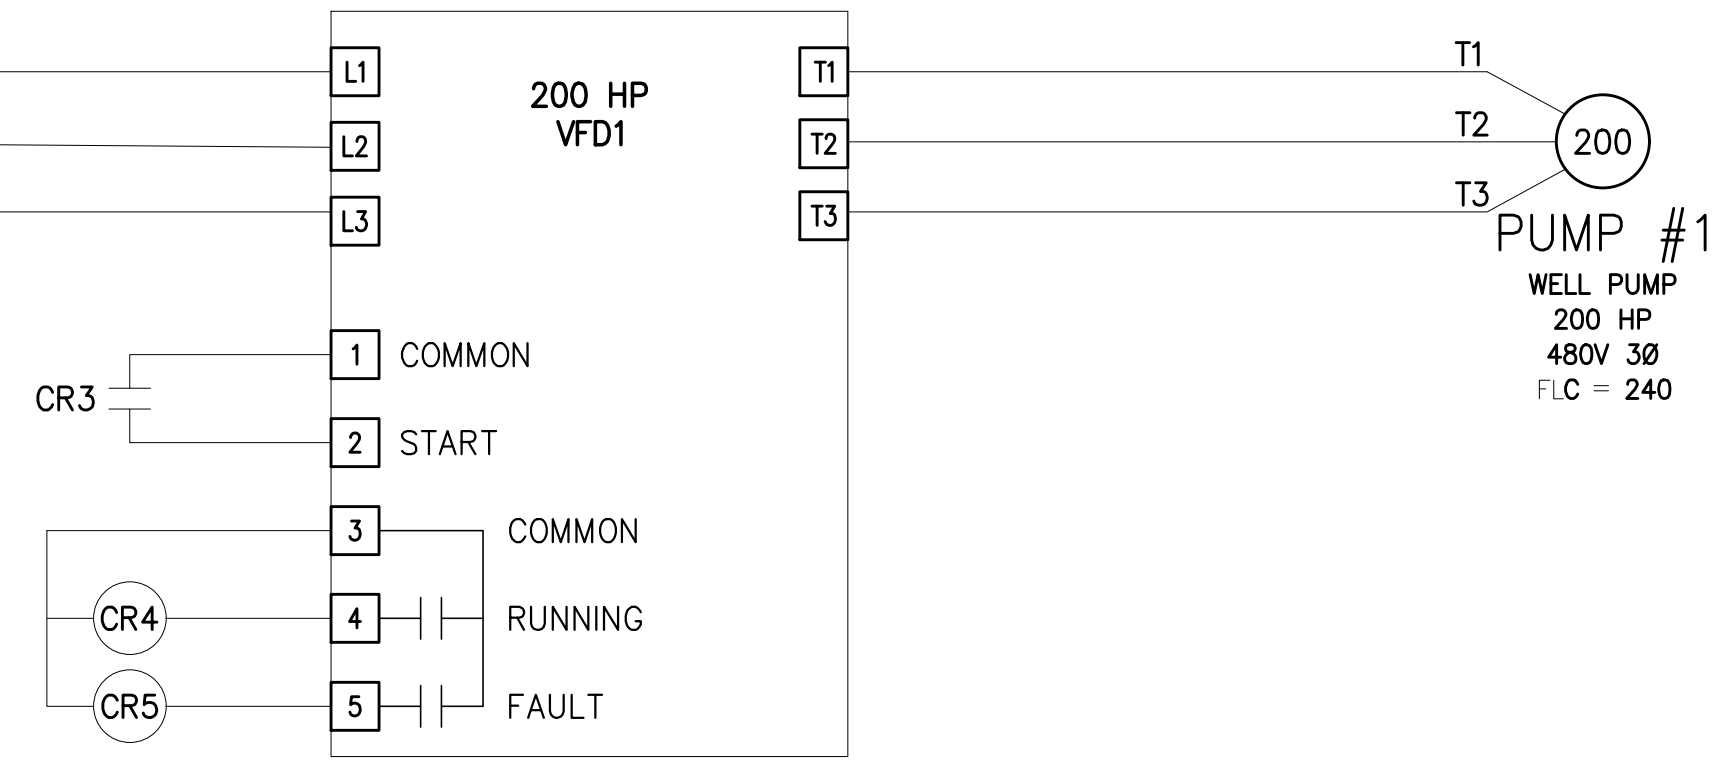 L1
L2
L3
200 HP
VFD1
T1
T2
T3
T1
T2
T3
200
PUMP #1
WELL PUMP
200 HP
480V 3Ø
FLC = 240
CR3
1 COMMON
2 START
3 COMMON
CR4 4 RUNNING
CR5 5 FAULT